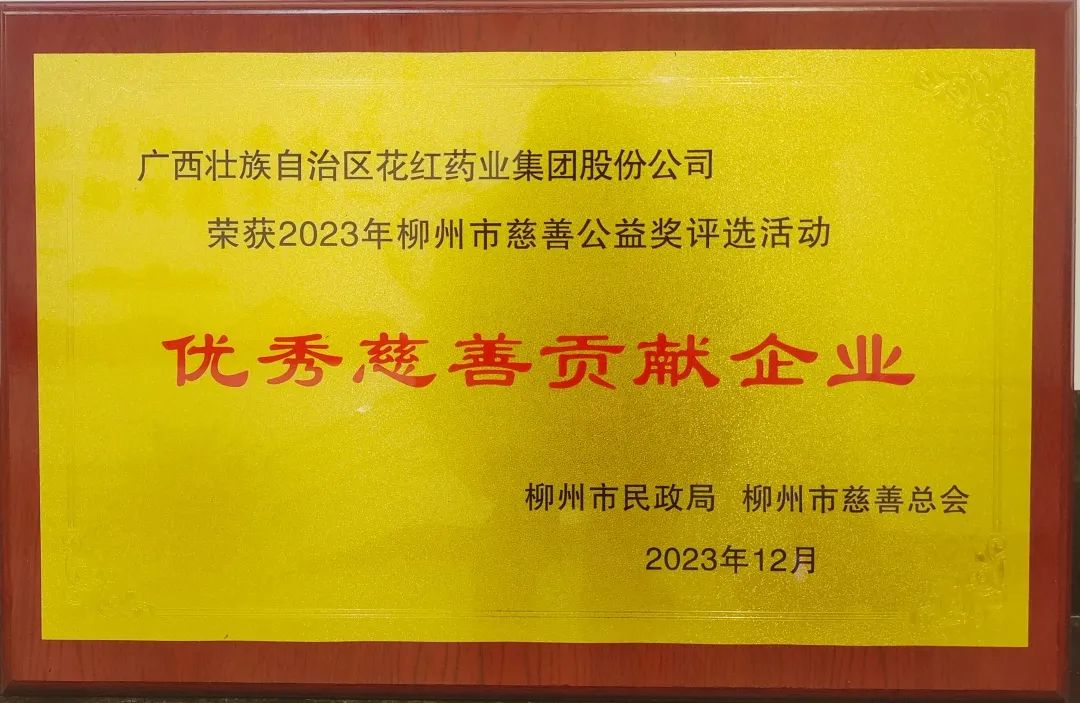 广西壮族自治区花红药业集团股份公司
荣获2023年柳州市慈善公益奖评选活动
优秀慈善贡献企业
柳州市民政局 柳州市慈善总会
2023年12月